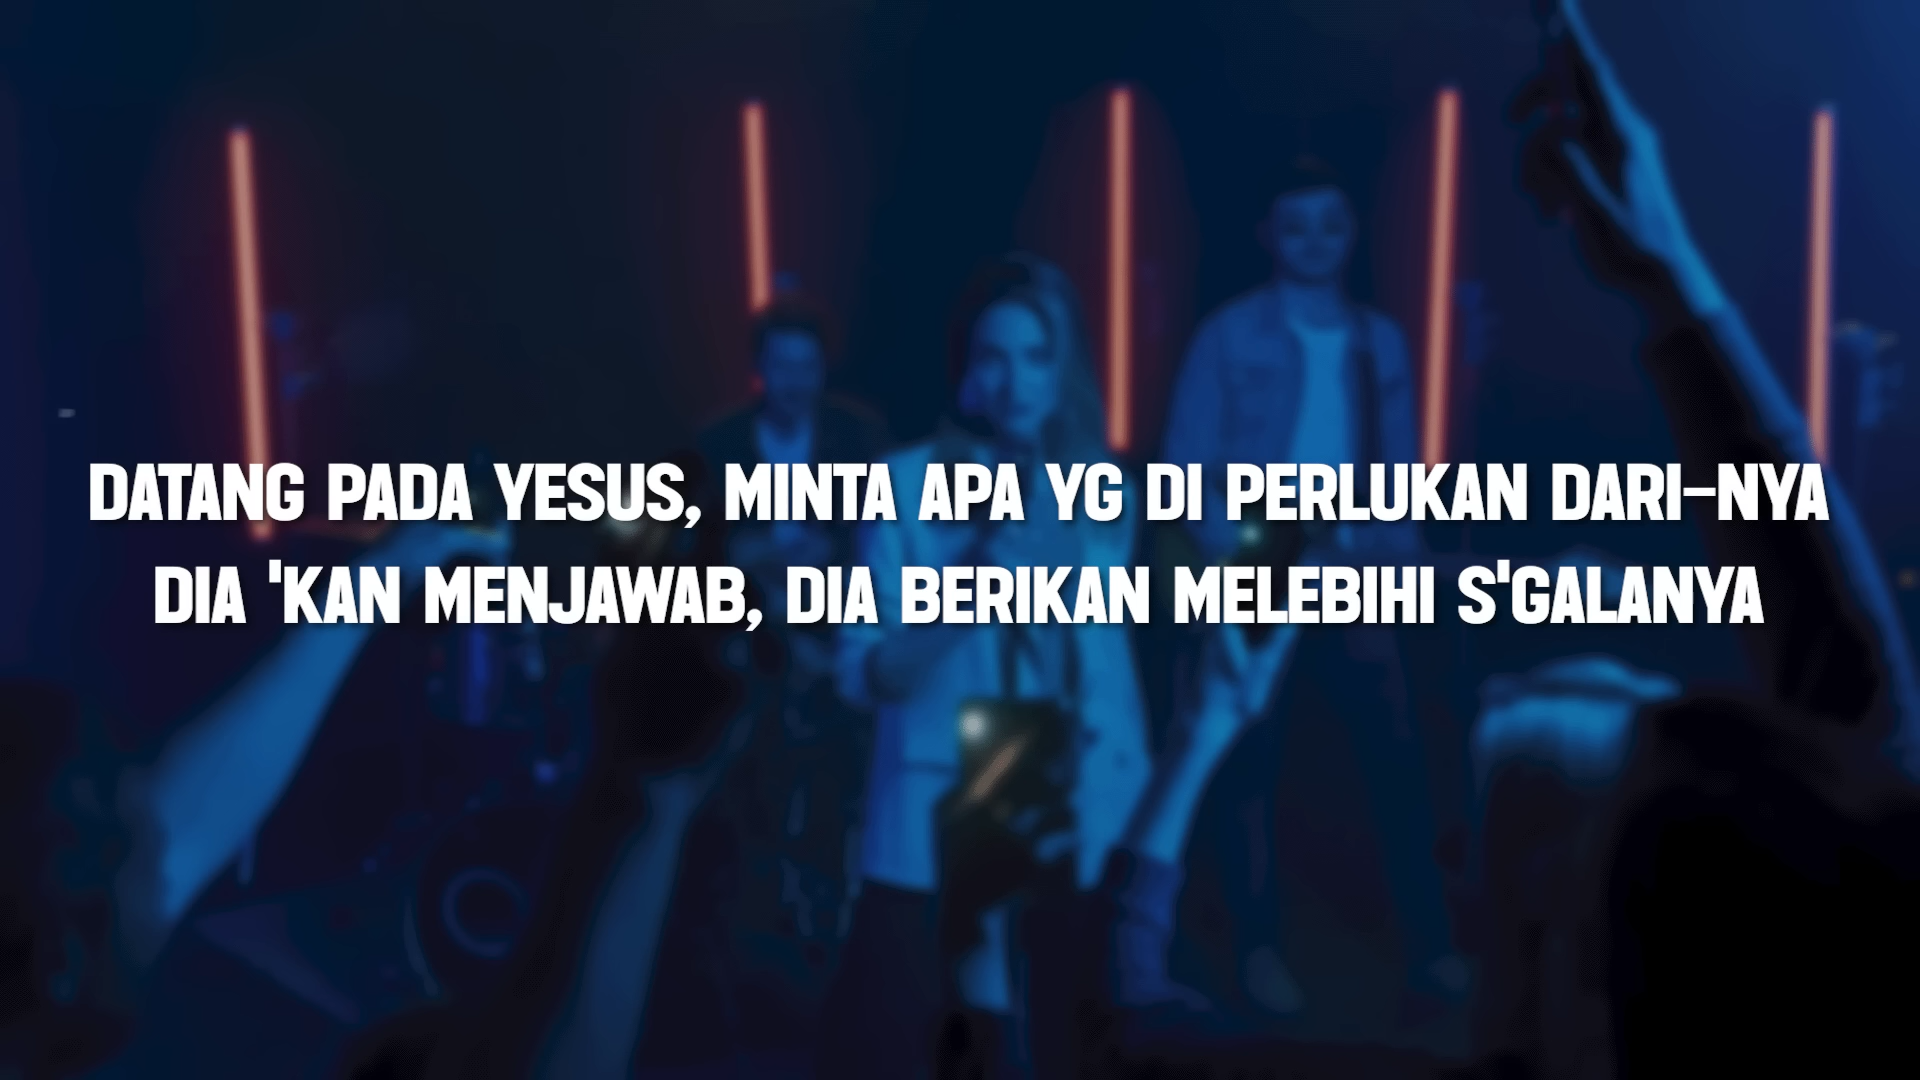 DATANG PADA YESUS, MINTA APA YG DI PERLUKAN DARI-NYA
DIA 'KAN MENJAWAB, DIA BERIKAN MELEBIHI S'GALANYA